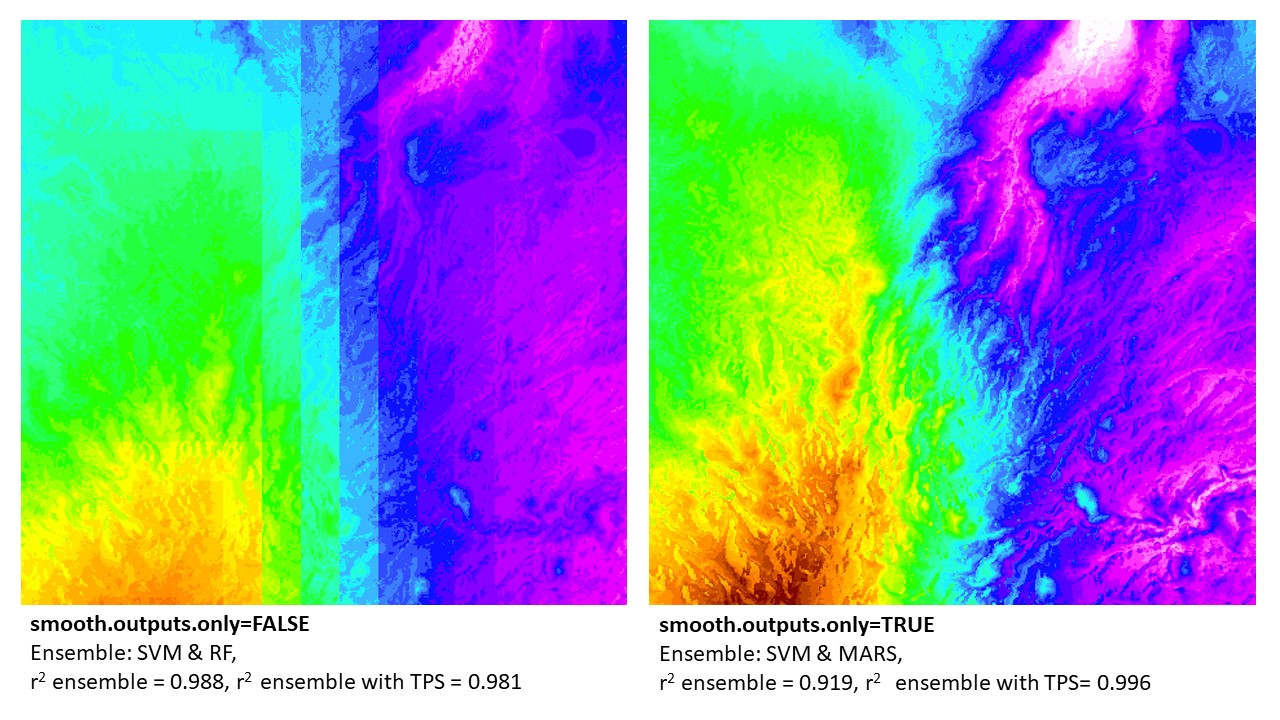 smooth.outputs.only=FALSE
Ensemble: SVM & RF,
r² ensemble = 0.988, r² ensemble with TPS = 0.981
smooth.outputs.only=TRUE
Ensemble: SVM & MARS,
r² ensemble = 0.919, r² ensemble with TPS= 0.996